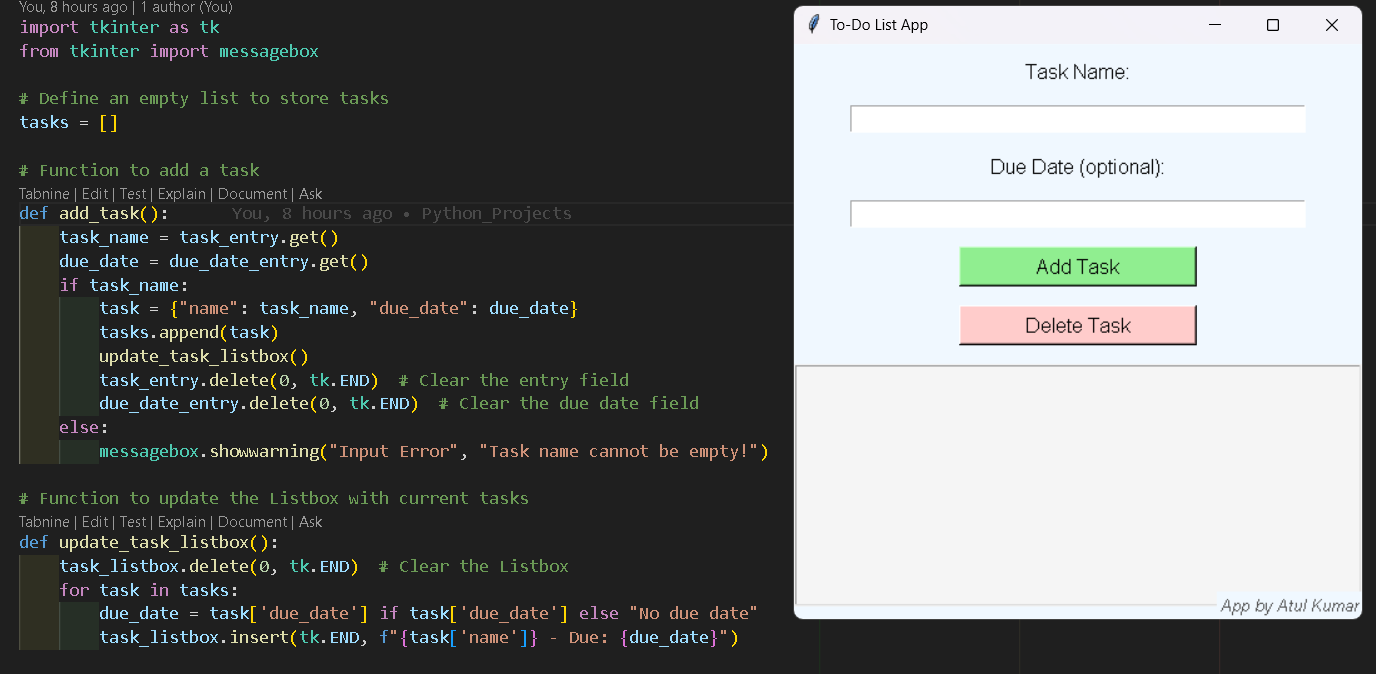 You, 8 hours ago | 1 author (You)
import tkinter as tk
from tkinter import messagebox
# Define an empty list to store tasks
tasks = []
# Function to add a task
Tabnine | Edit | Test | Explain | Document | Ask
def add_task(): You, 8 hours ago • Python_Projects
task_name = task_entry.get()
due_date = due_date_entry.get()
if task_name:
task = {"name": task_name, "due_date": due_date}
tasks.append(task)
update_task_listbox()
task_entry.delete(0, tk.END) # Clear the entry field
due_date_entry.delete(0, tk.END) # Clear the due date field
else:
messagebox.showwarning("Input Error", "Task name cannot be empty!")
# Function to update the Listbox with current tasks
Tabnine | Edit | Test | Explain | Document | Ask
def update_task_listbox():
task_listbox.delete(0, tk.END) # Clear the Listbox
for task in tasks:
due_date = task['due_date'] if task['due_date'] else "No due date"
task_listbox.insert(tk.END, f"{task['name']} - Due: {due_date}")
To-Do List App
Task Name:
Due Date (optional):
Add Task
Delete Task
App by Atul Kumar